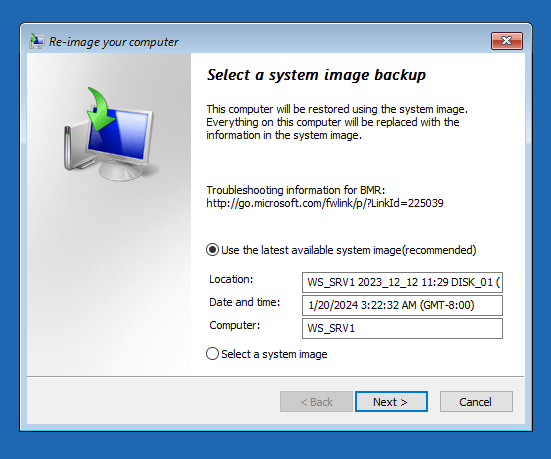 Re-image your computer
Select a system image backup
This computer will be restored using the system image.
Everything on this computer will be replaced with the
information in the system image.
Troubleshooting information for BMR:
http://go.microsoft.com/fwlink/p/?LinkId=225039
Use the latest available system image(recommended)
Location: WS_SRV1 2023_12_12 11:29 DISK_01 (
Date and time: 1/20/2024 3:22:32 AM (GMT-8:00)
Computer: WS_SRV1
Select a system image
< Back Next > Cancel